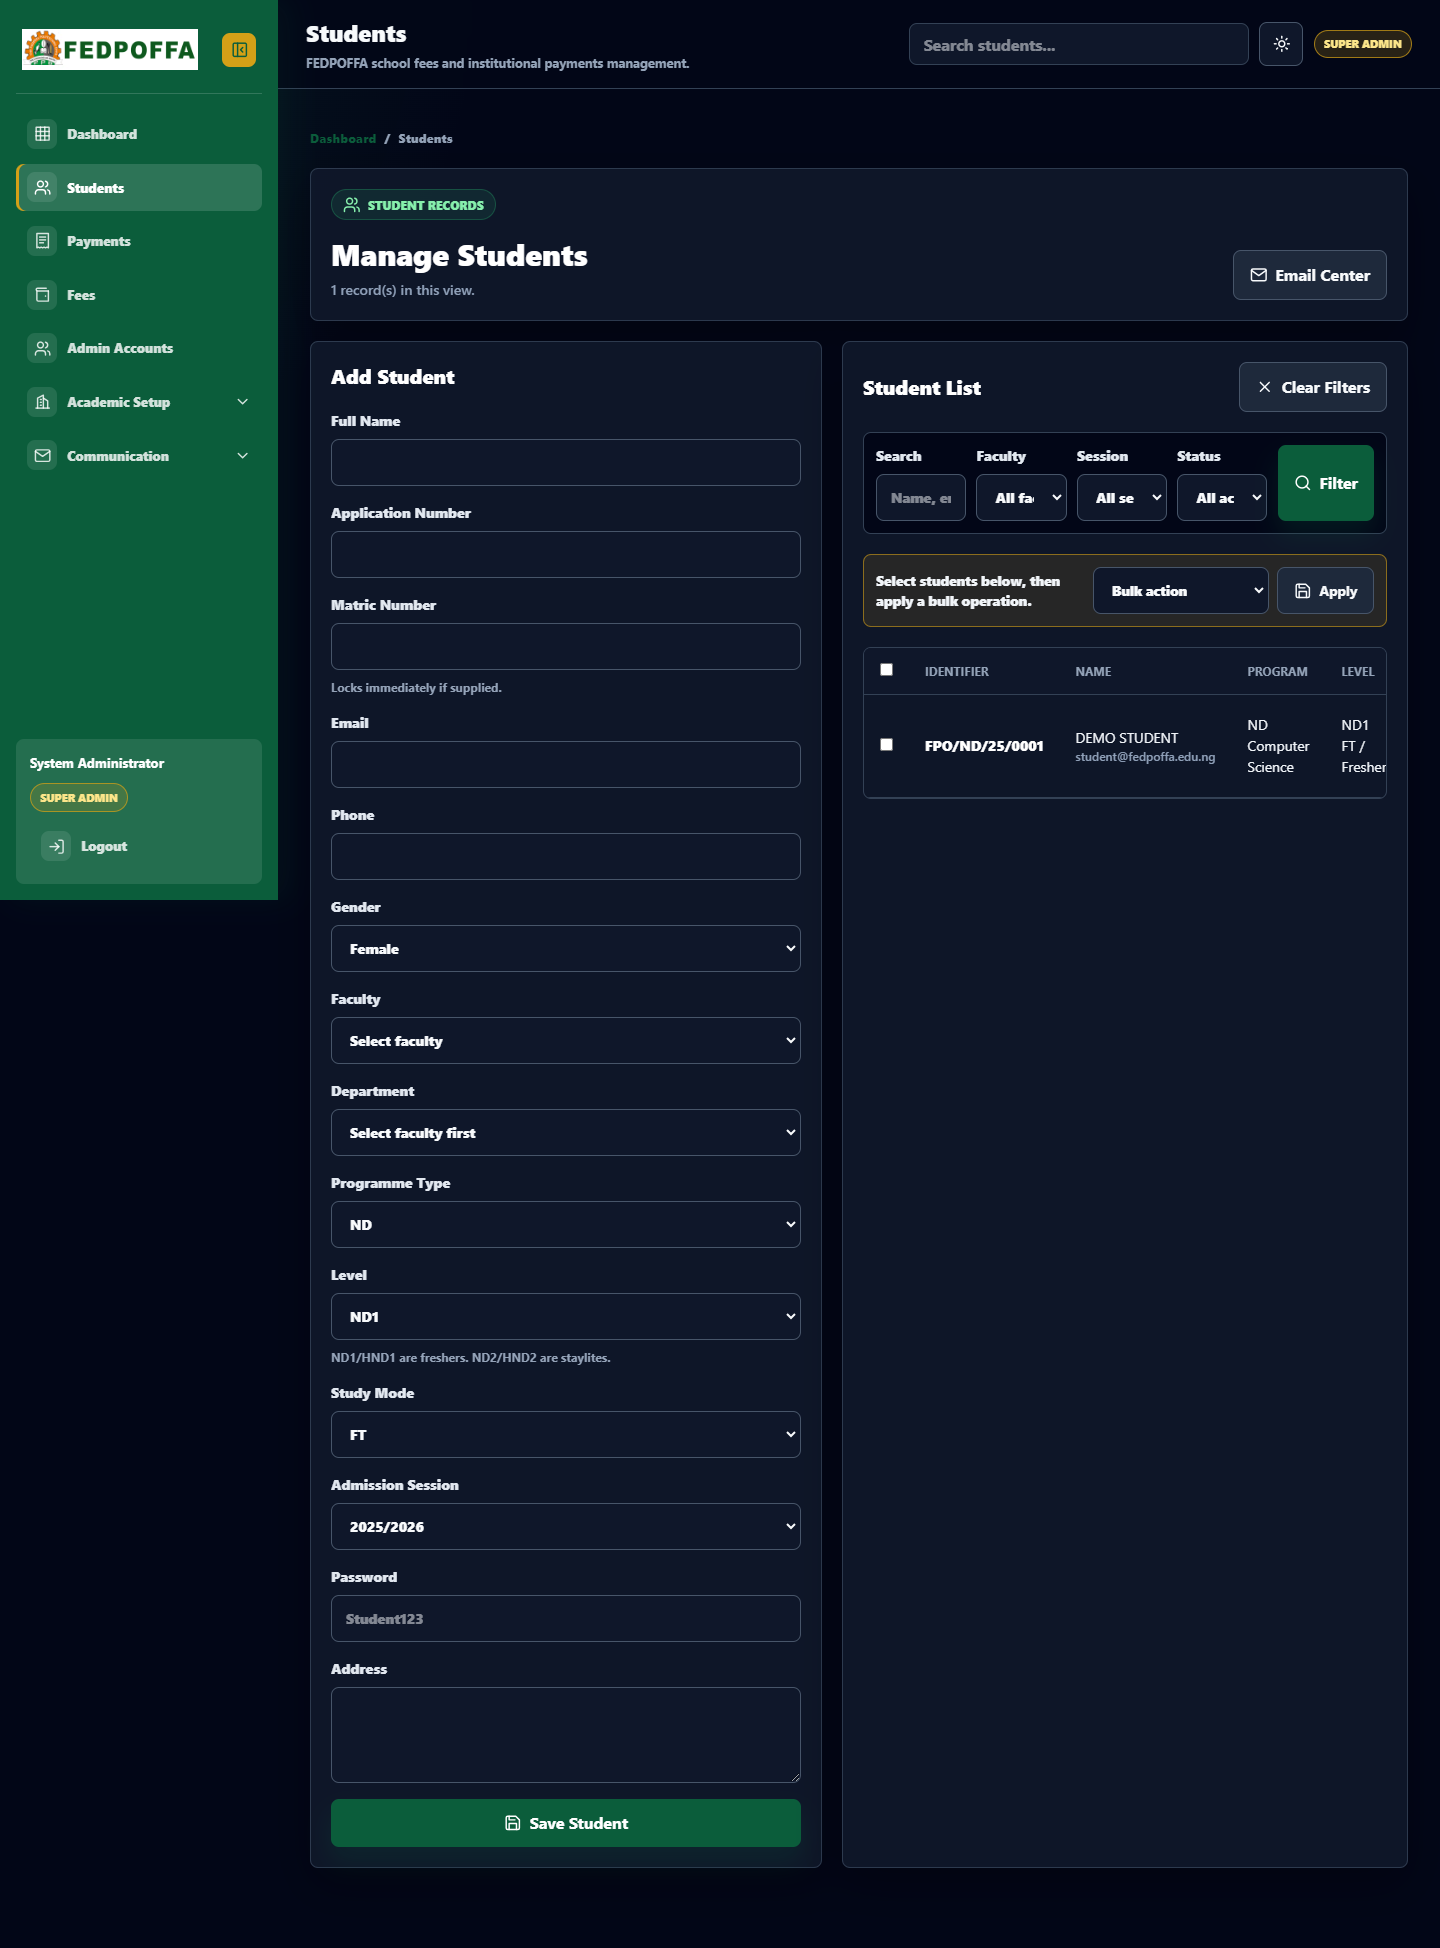 FEDPOFFA
Dashboard
Students
Payments
Fees
Admin Accounts
Academic Setup
Communication
System Administrator
SUPER ADMIN
Logout
Students
FEDPOFFA school fees and institutional payments management.
Search students...
SUPER ADMIN
Dashboard / Students
STUDENT RECORDS
Manage Students
1 record(s) in this view.
Email Center
Add Student
Full Name
Application Number
Matric Number
Locks immediately if supplied.
Email
Phone
Gender
Female
Faculty
Select faculty
Department
Select faculty first
Programme Type
ND
Level
ND1
ND1/HND1 are freshers. ND2/HND2 are staylites.
Study Mode
FT
Admission Session
2025/2026
Password
Student123
Address
Save Student
Student List
Clear Filters
Search Faculty Session Status
Name, All All se All ac
Filter
Select students below, then
apply a bulk operation.
Bulk action
Apply
IDENTIFIER NAME PROGRAM LEVEL
FPO/ND/25/0001
DEMO STUDENT
student@fedpoffa.edu.ng
ND
Computer
Science
ND1
FT /
Fresher